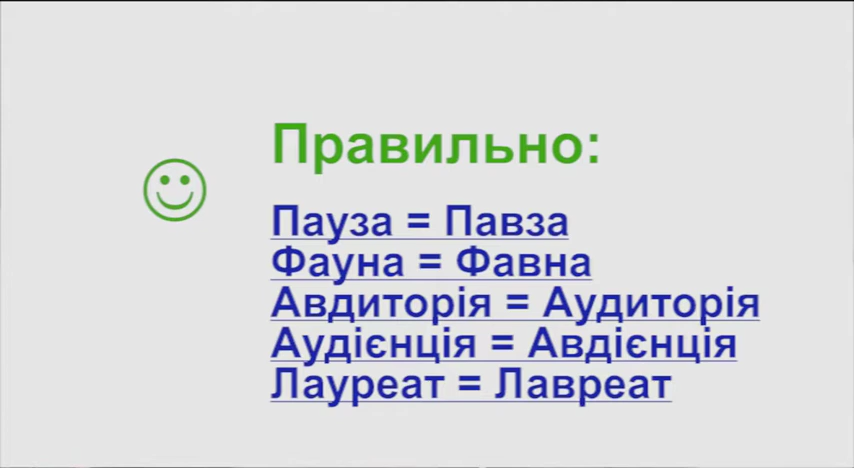 Правильно:
Пауза = Павза
Фауна = Фавна
Авдиторія = Аудиторія
Аудієнція = Авдієнція
Лауреат = Лавреат